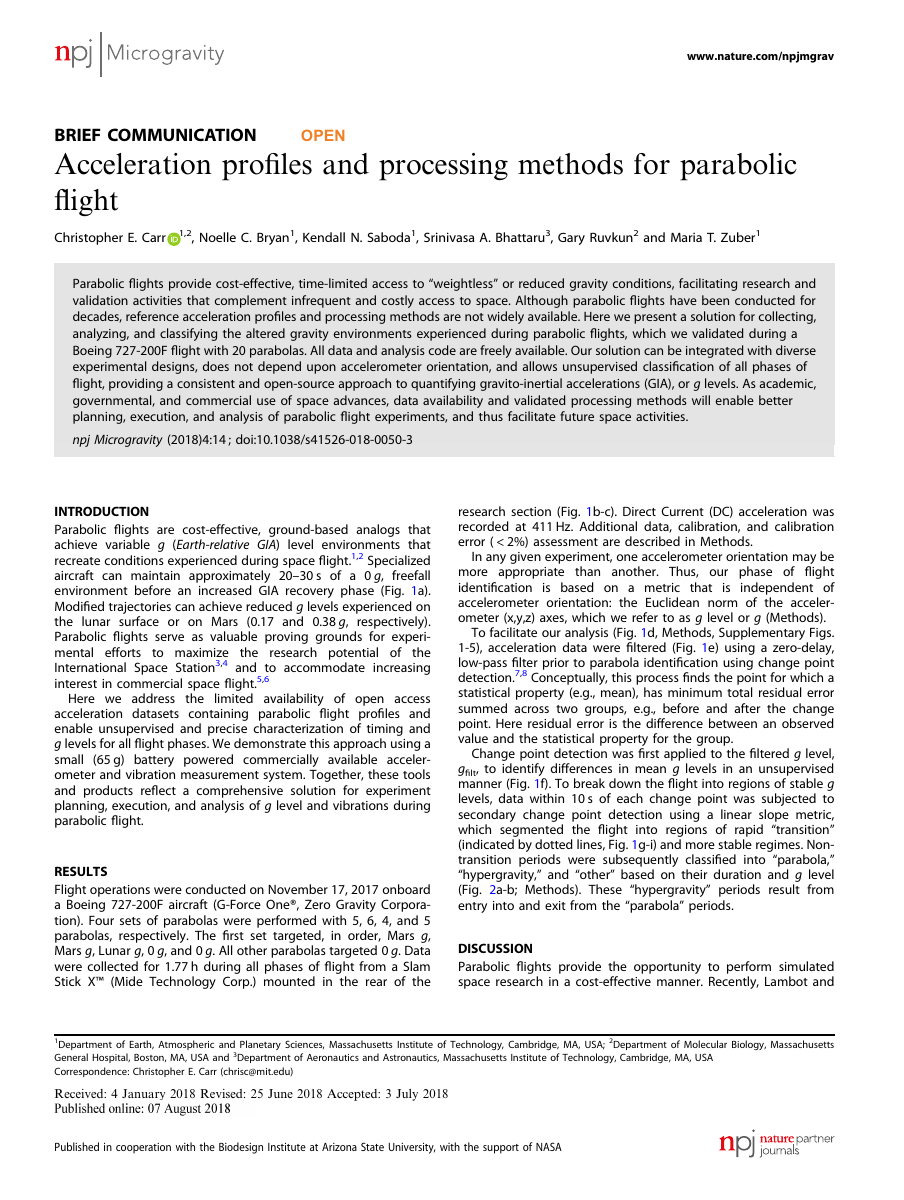 npj | Microgravity
www.nature.com/npjmgrav
BRIEF COMMUNICATION OPEN
Acceleration profiles and processing methods for parabolic
flight
Christopher E. Carr iD 1,2, Noelle C. Bryan1, Kendall N. Saboda1, Srinivasa A. Bhattaru3, Gary Ruvkun2 and Maria T. Zuber1
Parabolic flights provide cost-effective, time-limited access to “weightless” or reduced gravity conditions, facilitating research and
validation activities that complement infrequent and costly access to space. Although parabolic flights have been conducted for
decades, reference acceleration profiles and processing methods are not widely available. Here we present a solution for collecting,
analyzing, and classifying the altered gravity environments experienced during parabolic flights, which we validated during a
Boeing 727-200F flight with 20 parabolas. All data and analysis code are freely available. Our solution can be integrated with diverse
experimental designs, does not depend upon accelerometer orientation, and allows unsupervised classification of all phases of
flight, providing a consistent and open-source approach to quantifying gravito-inertial accelerations (GIA), or g levels. As academic,
governmental, and commercial use of space advances, data availability and validated processing methods will enable better
planning, execution, and analysis of parabolic flight experiments, and thus facilitate future space activities.
npj Microgravity (2018)4:14 ; doi:10.1038/s41526-018-0050-3
INTRODUCTION
Parabolic flights are cost-effective, ground-based analogs that
achieve variable g (Earth-relative GIA) level environments that
recreate conditions experienced during space flight.1,2 Specialized
aircraft can maintain approximately 20–30 s of a 0 g, freefall
environment before an increased GIA recovery phase (Fig. 1a).
Modified trajectories can achieve reduced g levels experienced on
the lunar surface or on Mars (0.17 and 0.38 g, respectively).
Parabolic flights serve as valuable proving grounds for experi-
mental efforts to maximize the research potential of the
International Space Station3,4 and to accommodate increasing
interest in commercial space flight.5,6
Here we address the limited availability of open access
acceleration datasets containing parabolic flight profiles and
enable unsupervised and precise characterization of timing and
g levels for all flight phases. We demonstrate this approach using a
small (65 g) battery powered commercially available acceler-
ometer and vibration measurement system. Together, these tools
and products reflect a comprehensive solution for experiment
planning, execution, and analysis of g level and vibrations during
parabolic flight.
RESULTS
Flight operations were conducted on November 17, 2017 onboard
a Boeing 727-200F aircraft (G-Force One®, Zero Gravity Corpora-
tion). Four sets of parabolas were performed with 5, 6, 4, and 5
parabolas, respectively. The first set targeted, in order, Mars g,
Mars g, Lunar g, 0 g, and 0 g. All other parabolas targeted 0 g. Data
were collected for 1.77 h during all phases of flight from a Slam
Stick X™ (Mide Technology Corp.) mounted in the rear of the
research section (Fig. 1b-c). Direct Current (DC) acceleration was
recorded at 411 Hz. Additional data, calibration, and calibration
error ( < 2%) assessment are described in Methods.
In any given experiment, one accelerometer orientation may be
more appropriate than another. Thus, our phase of flight
identification is based on a metric that is independent of
accelerometer orientation: the Euclidean norm of the acceler-
ometer (x,y,z) axes, which we refer to as g level or g (Methods).
To facilitate our analysis (Fig. 1d, Methods, Supplementary Figs.
1-5), acceleration data were filtered (Fig. 1e) using a zero-delay,
low-pass filter prior to parabola identification using change point
detection.7,8 Conceptually, this process finds the point for which a
statistical property (e.g., mean), has minimum total residual error
summed across two groups, e.g., before and after the change
point. Here residual error is the difference between an observed
value and the statistical property for the group.
Change point detection was first applied to the filtered g level,
gfilt, to identify differences in mean g levels in an unsupervised
manner (Fig. 1f). To break down the flight into regions of stable g
levels, data within 10 s of each change point was subjected to
secondary change point detection using a linear slope metric,
which segmented the flight into regions of rapid “transition”
(indicated by dotted lines, Fig. 1g-i) and more stable regimes. Non-
transition periods were subsequently classified into “parabola,”
“hypergravity,” and “other” based on their duration and g level
(Fig. 2a-b; Methods). These “hypergravity” periods result from
entry into and exit from the “parabola” periods.
DISCUSSION
Parabolic flights provide the opportunity to perform simulated
space research in a cost-effective manner. Recently, Lambot and
1Department of Earth, Atmospheric and Planetary Sciences, Massachusetts Institute of Technology, Cambridge, MA, USA; 2Department of Molecular Biology, Massachusetts
General Hospital, Boston, MA, USA and 3Department of Aeronautics and Astronautics, Massachusetts Institute of Technology, Cambridge, MA, USA
Correspondence: Christopher E. Carr (chrisc@mit.edu)
Received: 4 January 2018 Revised: 25 June 2018 Accepted: 3 July 2018
Published online: 07 August 2018
Published in cooperation with the Biodesign Institute at Arizona State University, with the support of NASA
npj nature partner
journals